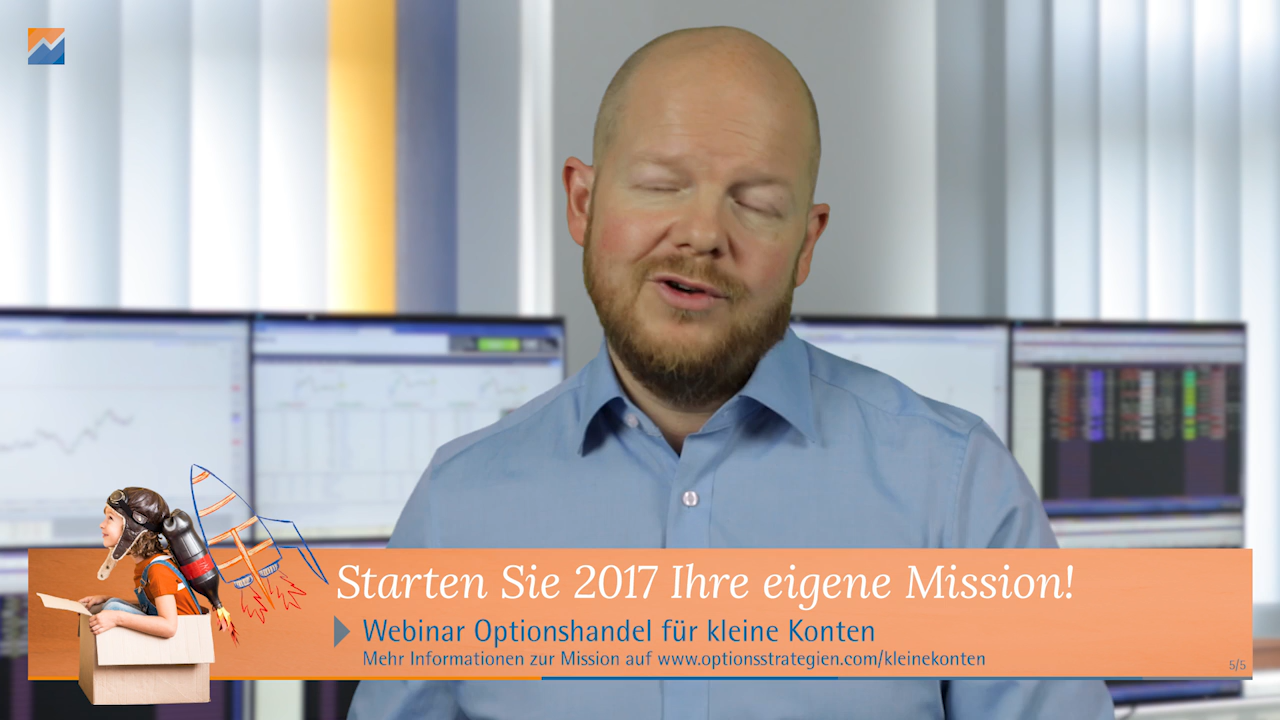 Starten Sie 2017 Ihre eigene Mission!
Webinar Optionshandel für kleine Konten
Mehr Informationen zur Mission auf www.optionsstrategien.com/kleinekonten
5/5